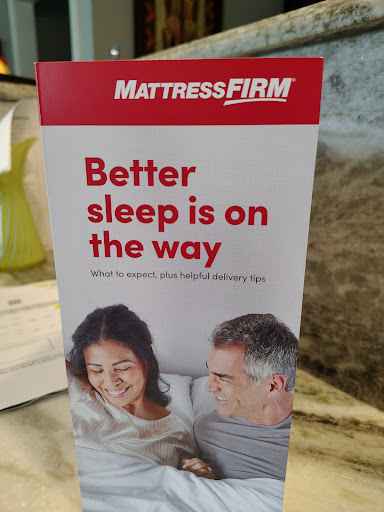 MATTRESSFIRM
Better
sleep is on
the way
What to expect, plus helpful delivery tips